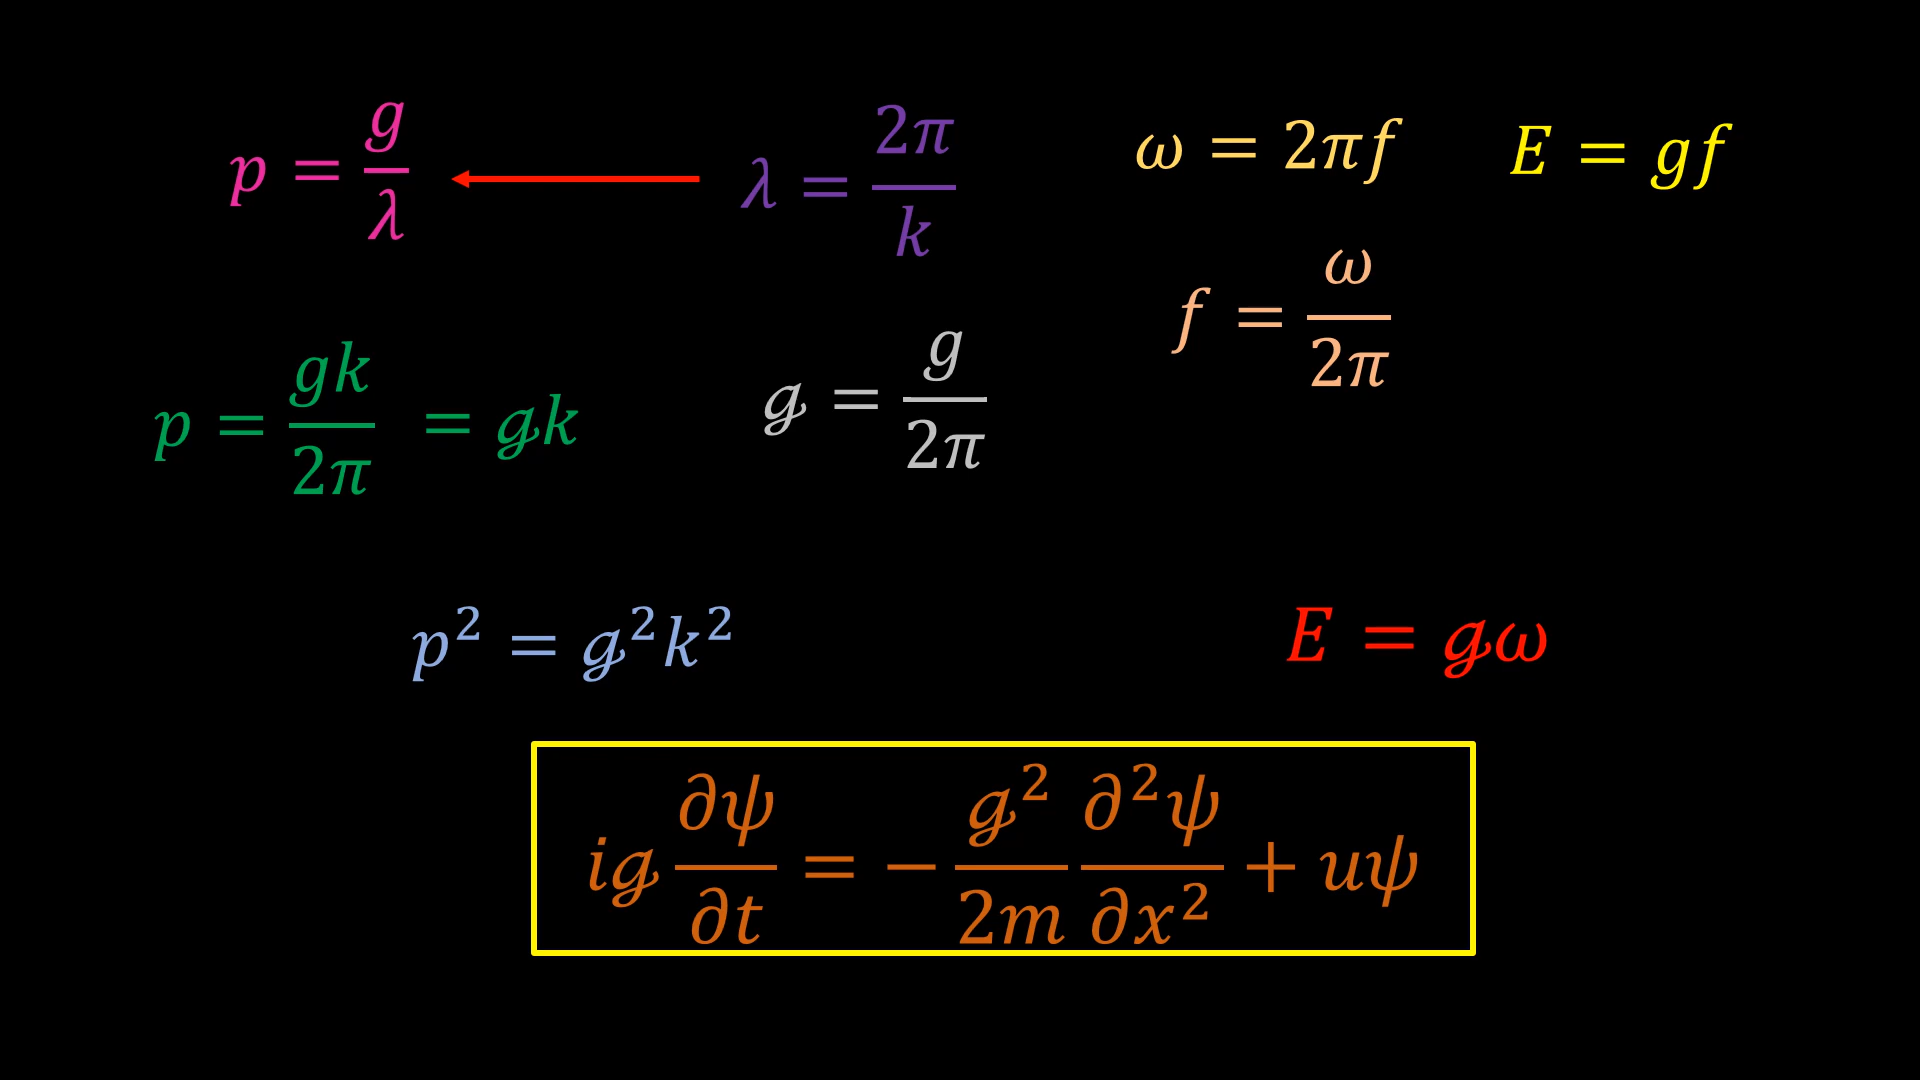 p = g/λ
λ = 2π/k
ω = 2πf
E = gf
f = ω/2π
p = gk/2π = ℊk
ℊ = g/2π
p² = ℊ²k²
E = ℊω
iℊ ∂ψ/∂t = − ℊ²/2m ∂²ψ/∂x² + uψ